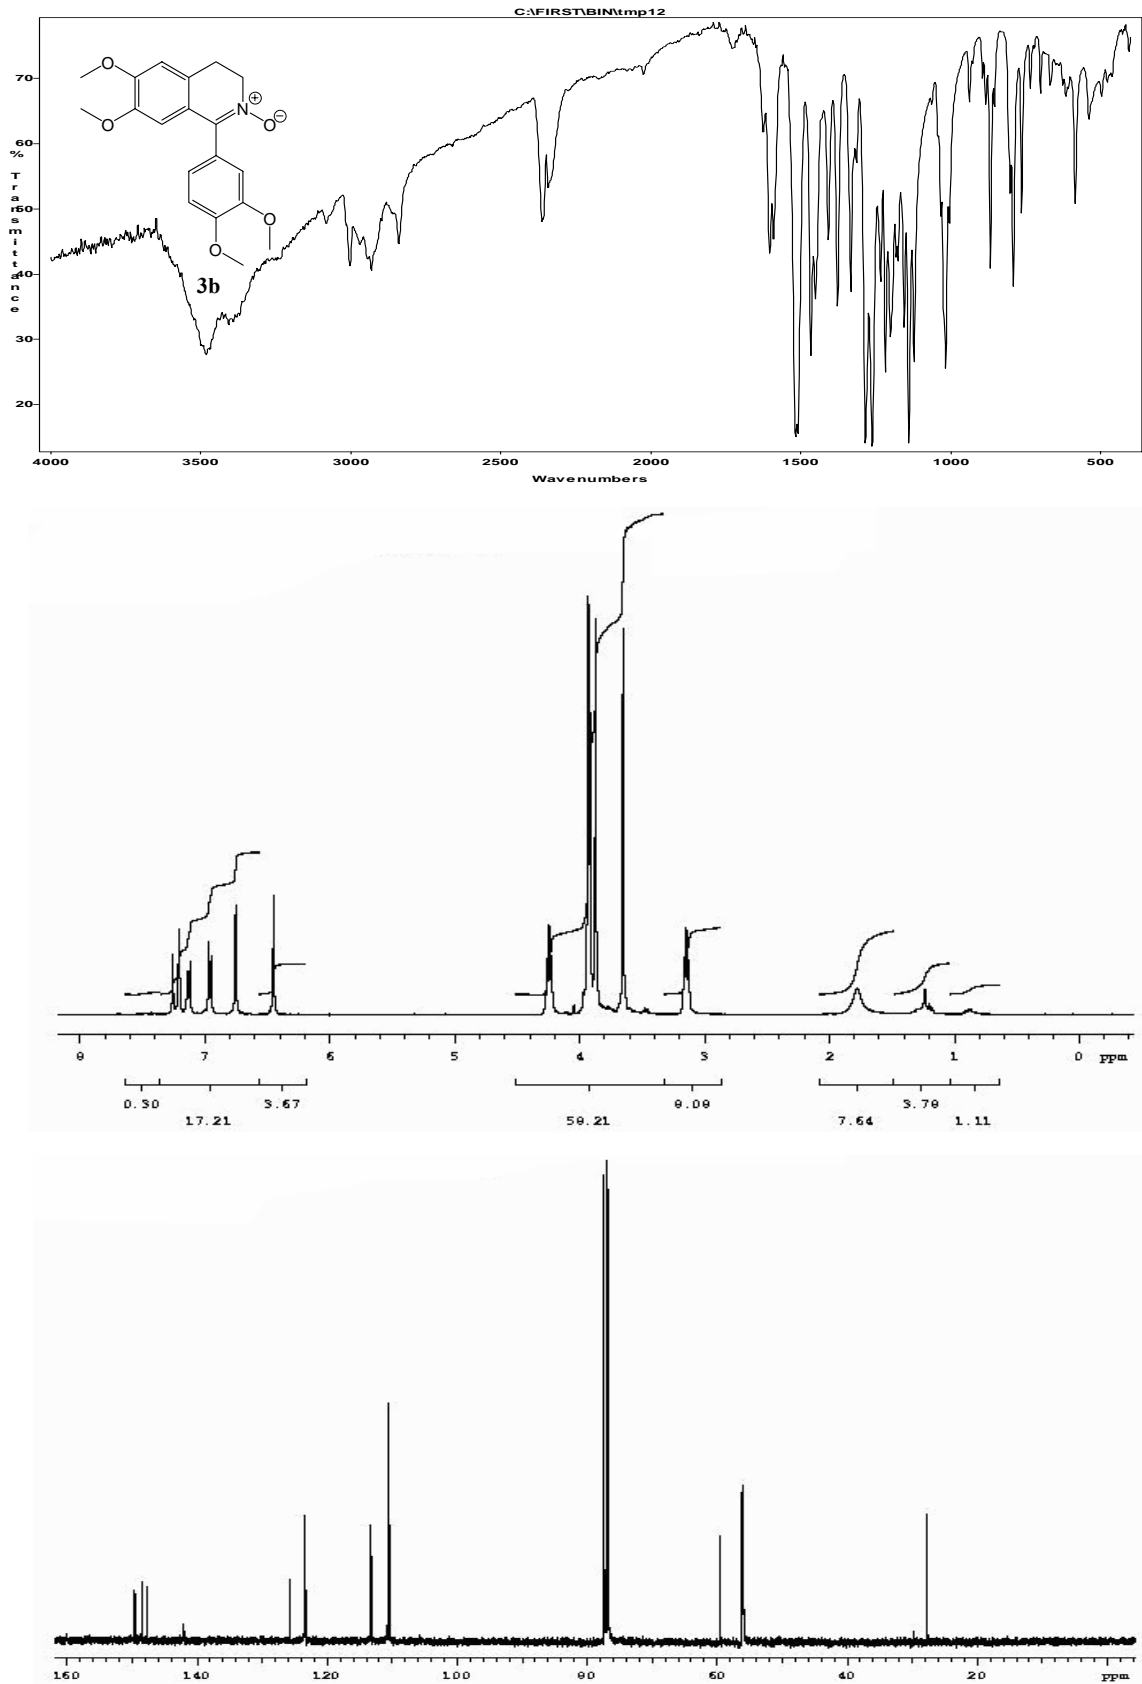 C:\FIRST\BIN\tmp12
70
60
50
40
30
20
% Transmittance
O
O
N
+
O
−
O
O
3b
4000 3500 3000 2500 2000 1500 1000 500
Wavenumbers
8 7 6 5 4 3 2 1 0 ppm
0.30 3.67 8.08 3.78
17.21 58.21 7.64 1.11
160 140 120 100 80 60 40 20 ppm